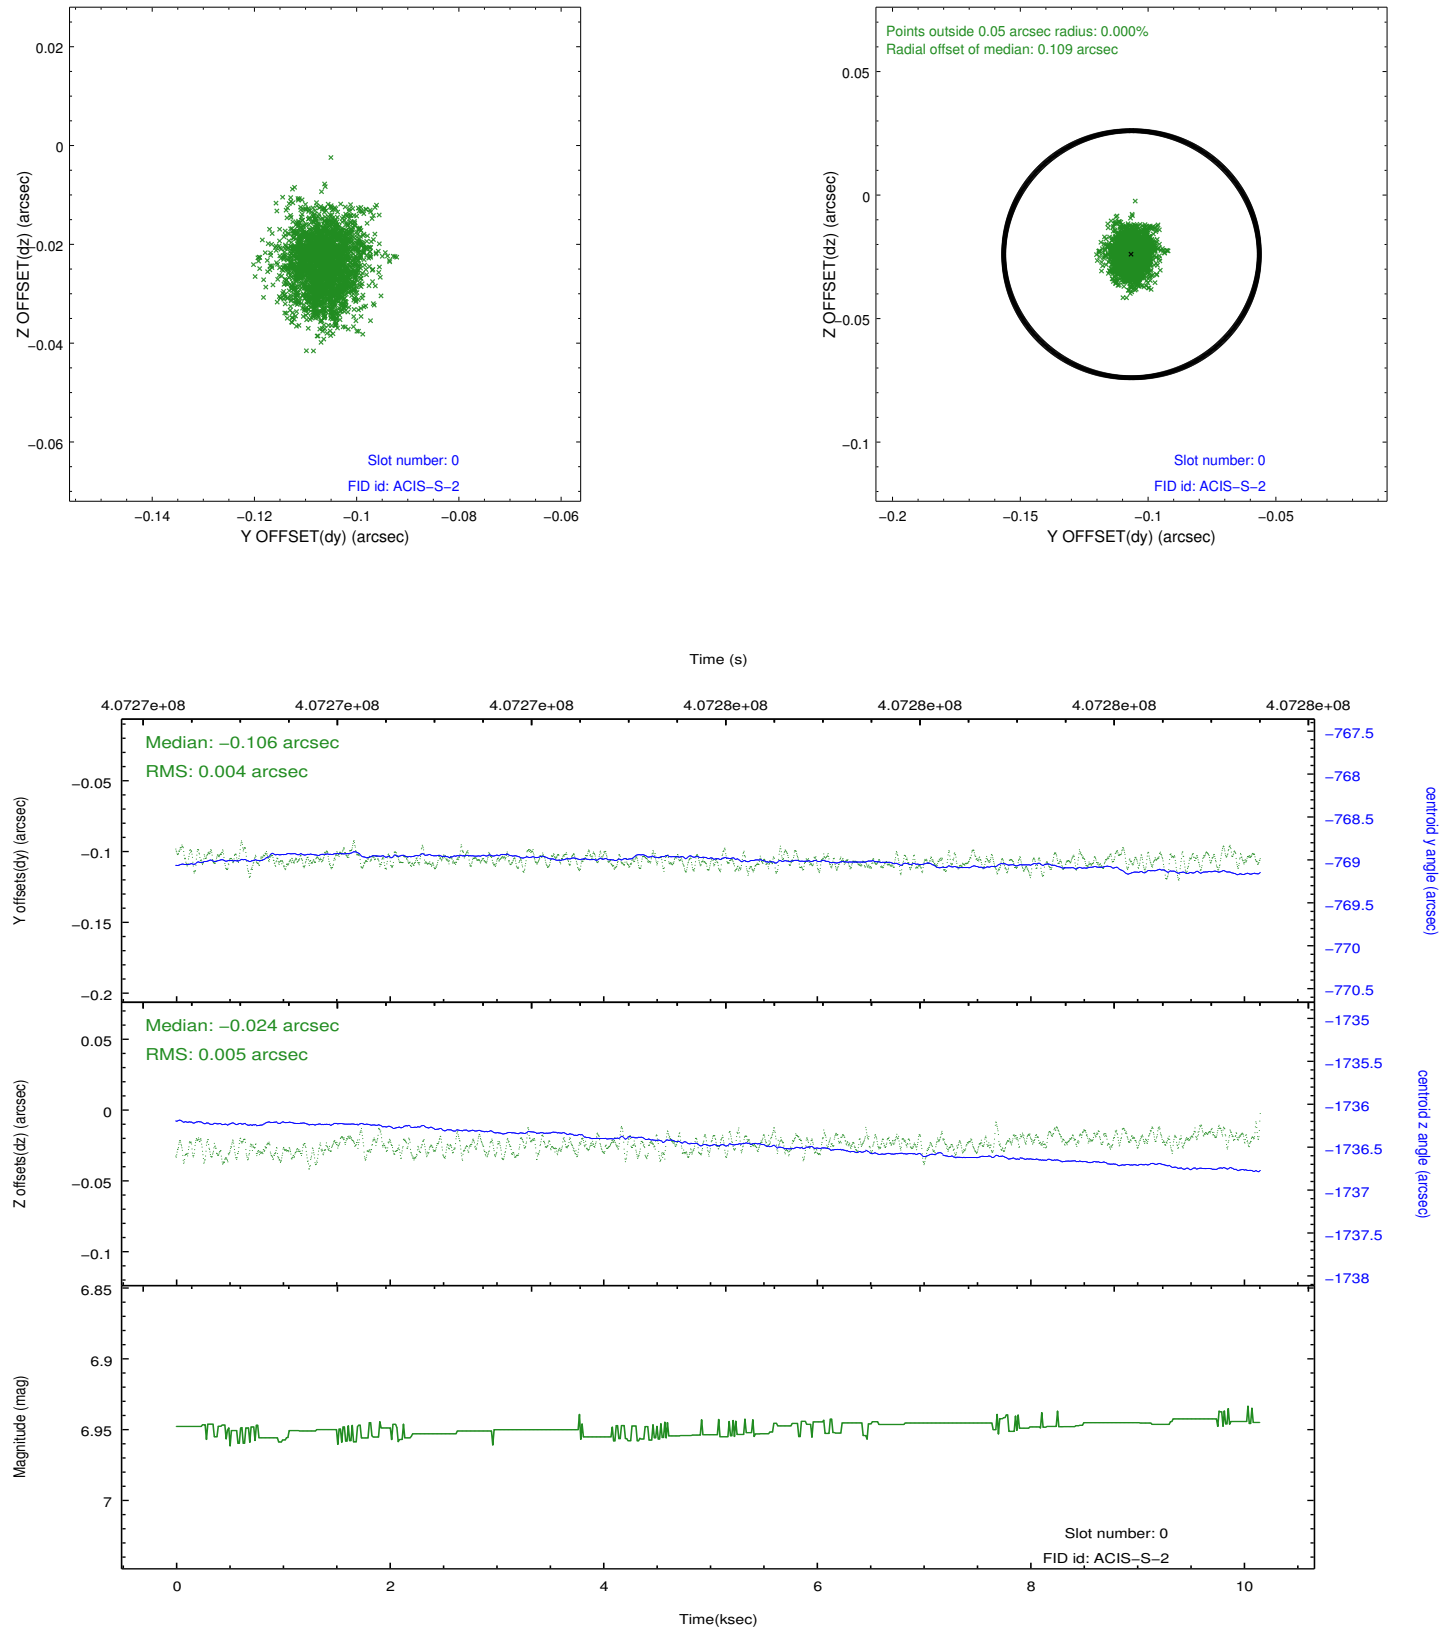 0.02
0
−0.02
−0.04
−0.06
Z OFFSET(dz) (arcsec)
Slot number: 0
FID id: ACIS−S−2
−0.14
−0.12
−0.1
−0.08
−0.06
Y OFFSET(dy) (arcsec)
Points outside 0.05 arcsec radius: 0.000%
Radial offset of median: 0.109 arcsec
0.05
0
−0.05
−0.1
Z OFFSET(dz) (arcsec)
Slot number: 0
FID id: ACIS−S−2
−0.2
−0.15
−0.1
−0.05
Y OFFSET(dy) (arcsec)
Time (s)
4.0727e+08 4.0727e+08 4.0727e+08 4.0728e+08 4.0728e+08 4.0728e+08 4.0728e+08
Median: −0.106 arcsec
RMS: 0.004 arcsec
−0.05
−0.1
−0.15
−0.2
Y offsets(dy) (arcsec)
−767.5
−768
−768.5
−769
−769.5
−770
−770.5
centroid y angle (arcsec)
Median: −0.024 arcsec
RMS: 0.005 arcsec
0.05
0
−0.05
−0.1
Z offsets(dz) (arcsec)
−1735
−1735.5
−1736
−1736.5
−1737
−1737.5
−1738
centroid z angle (arcsec)
6.85
6.9
6.95
7
Magnitude (mag)
Slot number: 0
FID id: ACIS−S−2
0 2 4 6 8 10
Time(ksec)